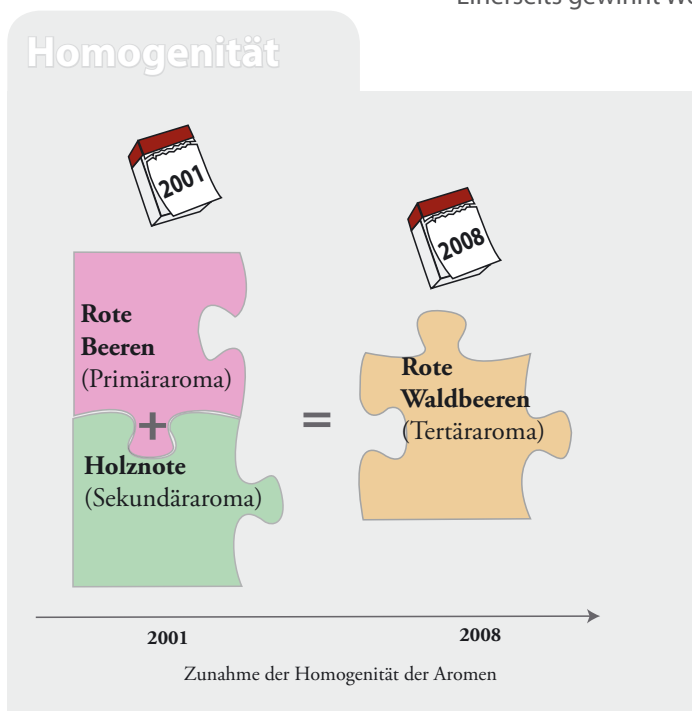 Einerseits gewinnt
Homogenität
2001
2008
Rote
Beeren
(Primäraroma)
+
Holznote
(Sekundäraroma)
=
Rote
Waldbeeren
(Tertäraroma)
2001
2008
Zunahme der Homogenität der Aromen